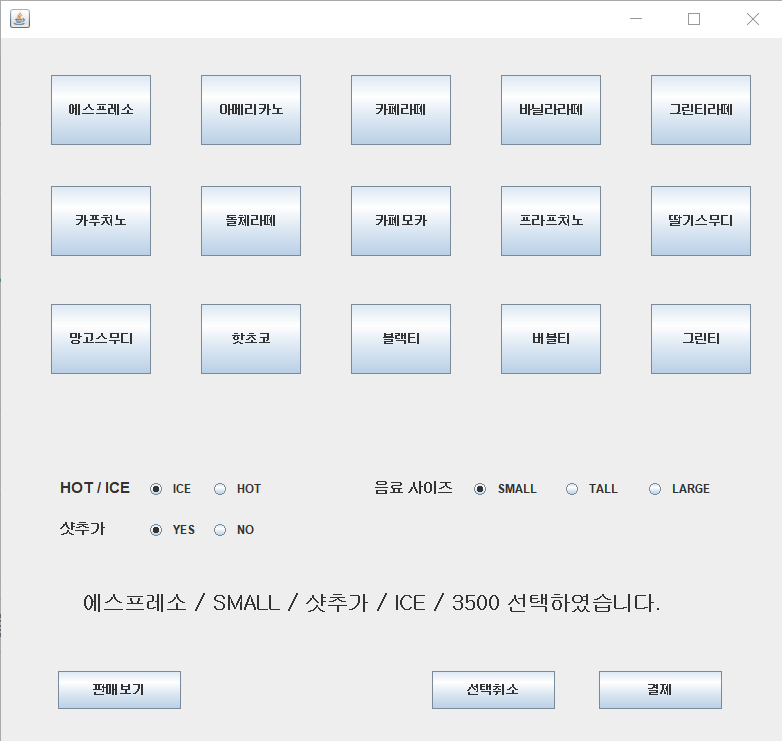 에스프레소 아메리카노 카페라떼 바닐라라떼 그린티라떼
카푸처노 돌체라떼 카페모카 프라프처노 딸기스무디
망고스무디 핫초코 블랙티 버블티 그린티
HOT / ICE ICE HOT 음료 사이즈 SMALL TALL LARGE
샷추가 YES NO
에스프레소 / SMALL / 샷추가 / ICE / 3500 선택하였습니다.
판매보기 선택취소 결제